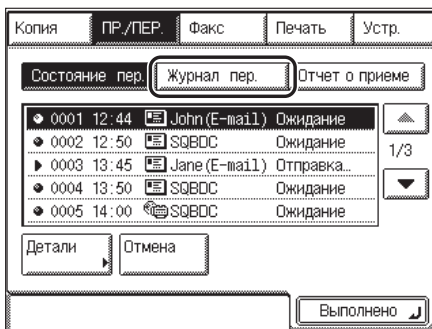 Копия ПР./ПЕР. Факс Печать Устр.
Состояние пер. Журнал пер. Отчет о приеме
0001 12:44 John(E-mail) Ожидание
0002 12:50 SQBDC Ожидание
1/3
0003 13:45 Jane(E-mail) Отправка...
0004 13:50 SQBDC Ожидание
0005 14:00 SQBDC Ожидание
Детали Отмена
Выполнено